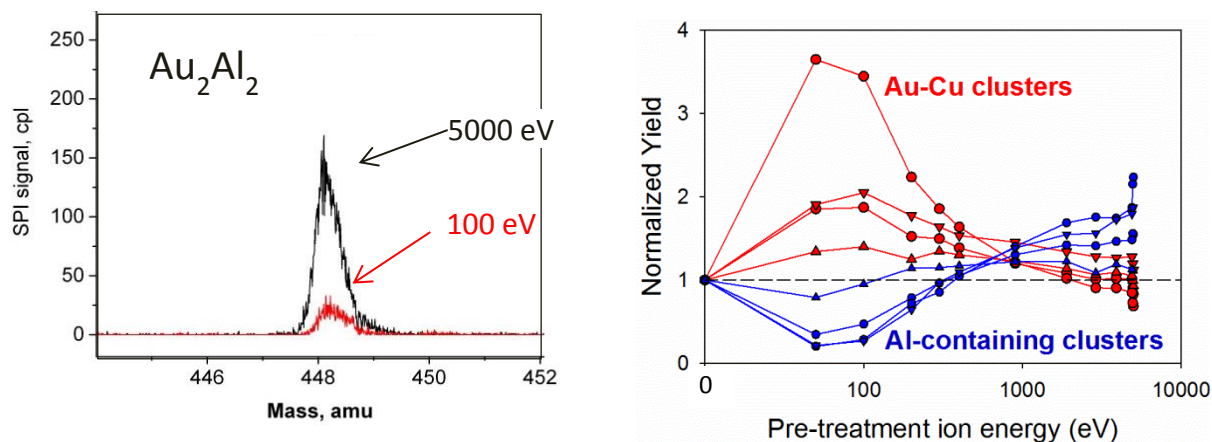 250
200
150
100
50
0
SPI signal, cpl
Au₂Al₂
5000 eV
100 eV
446
448
450
452
Mass, amu
4
3
2
1
0
Normalized Yield
Au-Cu clusters
Al-containing clusters
0
100
1000
10000
Pre-treatment ion energy (eV)